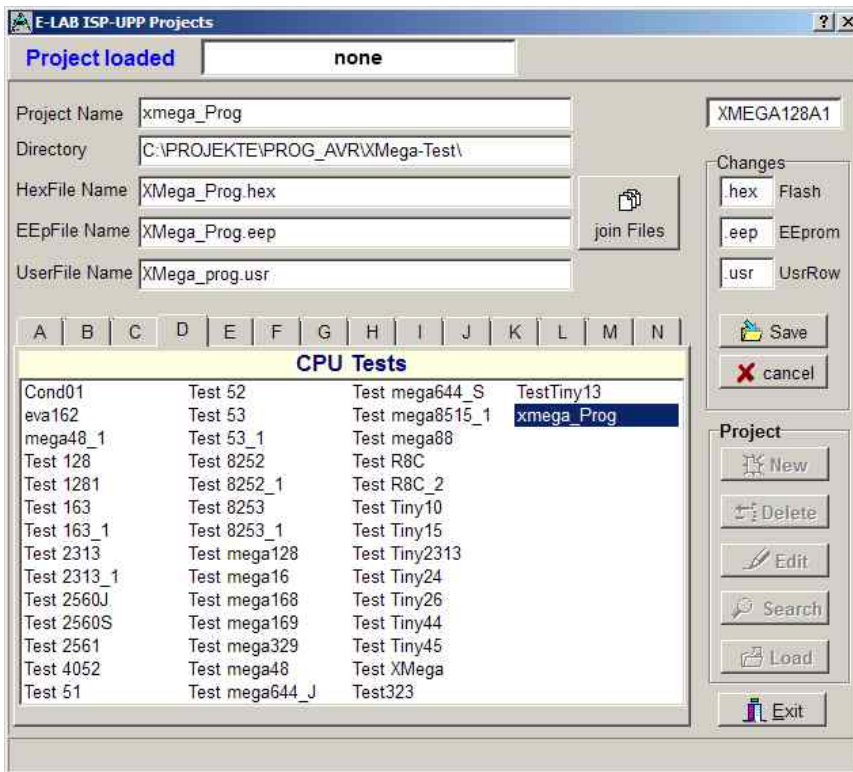 E-LAB ISP-UPP Projects
Project loaded none
Project Name xmega_Prog XMEGA128A1
Directory C:\PROJEKTE\PROG_AVR\XMega-Test\
Changes
HexFile Name XMega_Prog.hex .hex Flash
EEpFile Name XMega_Prog.eep join Files .eep EEprom
UserFile Name XMega_prog.usr .usr UsrRow
A B C D E F G H I J K L M N
Save
cancel
CPU Tests
Cond01 Test 52 Test mega644_S TestTiny13
eva162 Test 53 Test mega8515_1 xmega_Prog
mega48_1 Test 53_1 Test mega88
Test 128 Test 8252 Test R8C
Test 1281 Test 8252_1 Test R8C_2
Test 163 Test 8253 Test Tiny10
Test 163_1 Test 8253_1 Test Tiny15
Test 2313 Test mega128 Test Tiny2313
Test 2313_1 Test mega16 Test Tiny24
Test 2560J Test mega168 Test Tiny26
Test 2560S Test mega169 Test Tiny44
Test 2561 Test mega329 Test Tiny45
Test 4052 Test mega48 Test XMega
Test 51 Test mega644_J Test323
Project
New
Delete
Edit
Search
Load
Exit